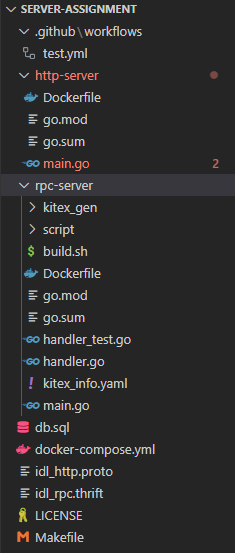 SERVER-ASSIGNMENT
.github\workflows
test.yml
http-server
Dockerfile
go.mod
go.sum
main.go 2
rpc-server
kitex_gen
script
$ build.sh
Dockerfile
go.mod
go.sum
handler_test.go
handler.go
! kitex_info.yaml
main.go
db.sql
docker-compose.yml
idl_http.proto
idl_rpc.thrift
LICENSE
Makefile